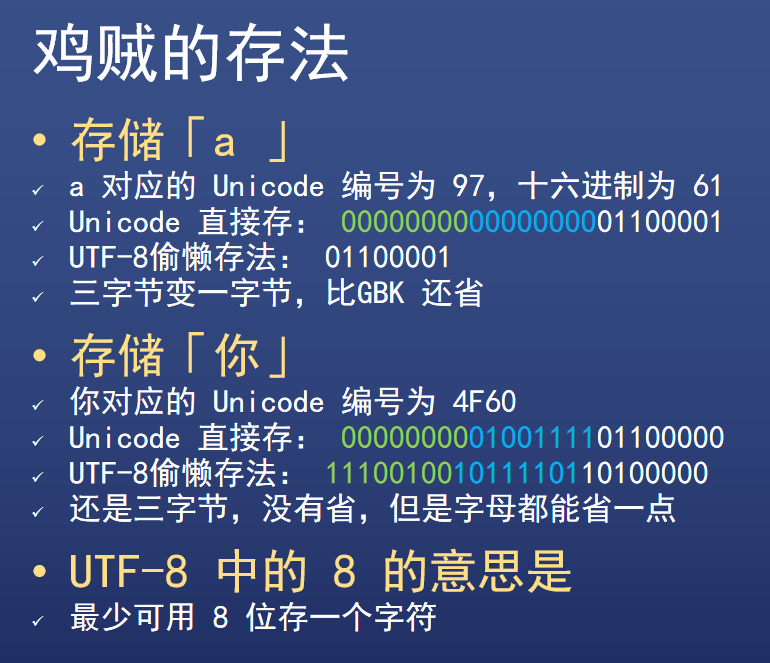 鸡贼的存法
• 存储「a 」
✓ a 对应的 Unicode 编号为 97，十六进制为 61
✓ Unicode 直接存： 000000000000000001100001
✓ UTF-8偷懒存法： 01100001
✓ 三字节变一字节，比GBK 还省
• 存储「你」
✓ 你对应的 Unicode 编号为 4F60
✓ Unicode 直接存： 000000000100111101100000
✓ UTF-8偷懒存法： 111001001011110110100000
✓ 还是三字节，没有省，但是字母都能省一点
• UTF-8 中的 8 的意思是
✓ 最少可用 8 位存一个字符